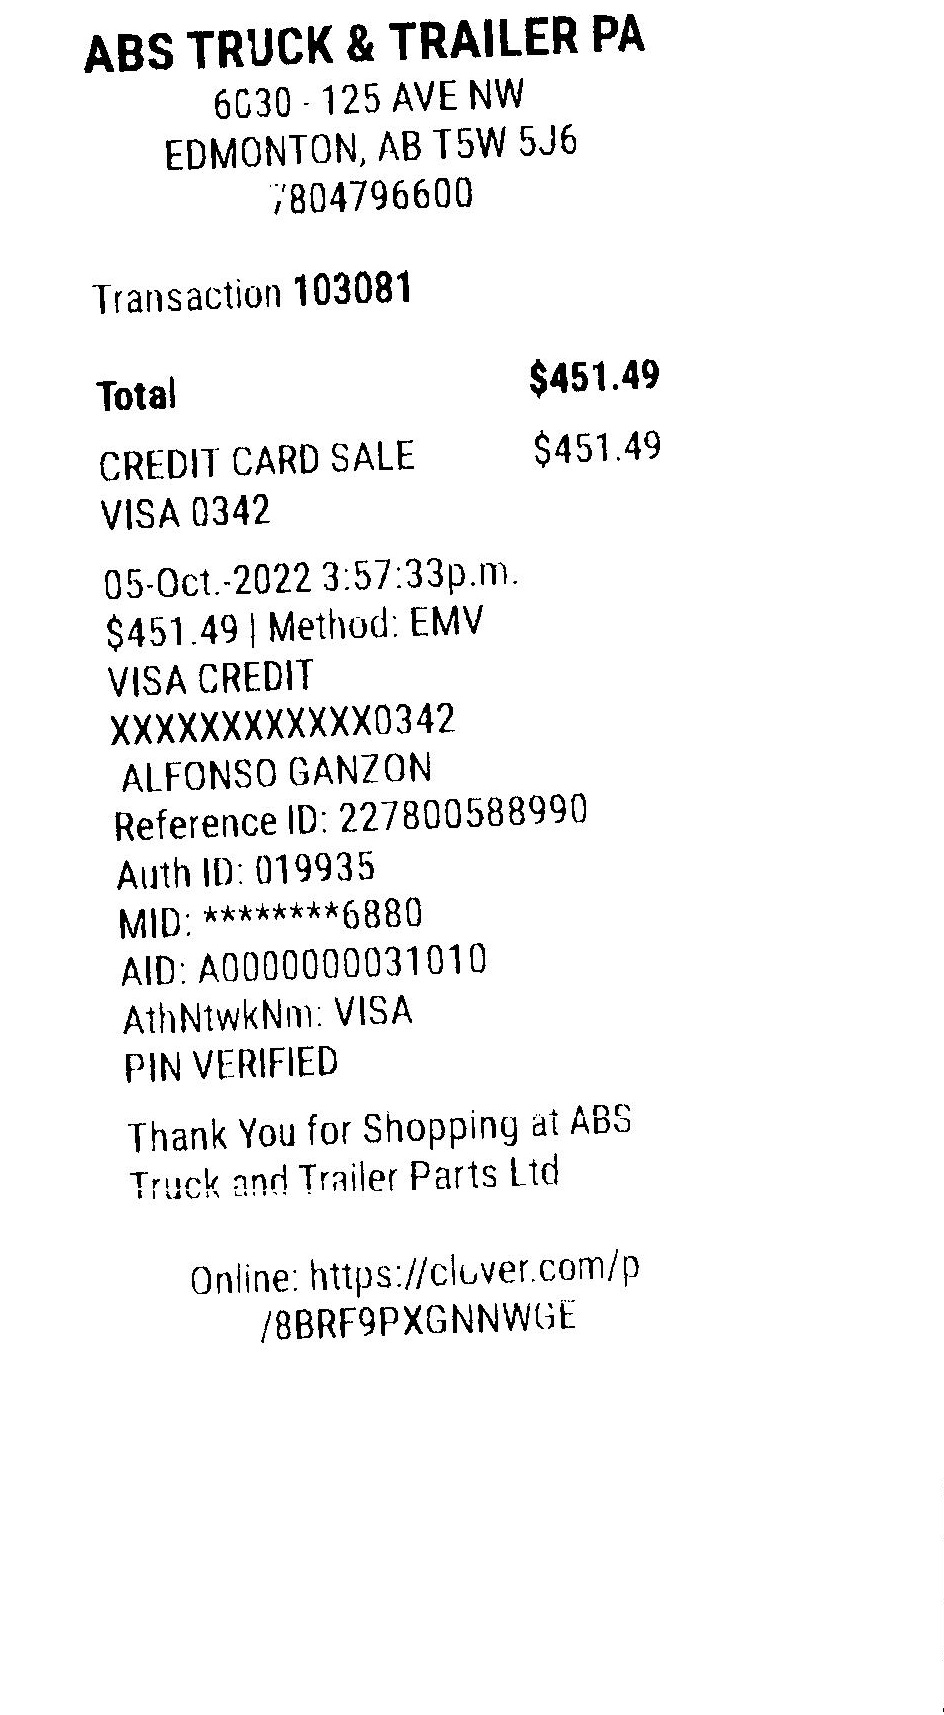 ABS TRUCK & TRAILER PA
6030 - 125 AVE NW
EDMONTON, AB T5W 5J6
7804796600
Transaction 103081
Total $451.49
CREDIT CARD SALE $451.49
VISA 0342
05-Oct.-2022 3:57:33p.m.
$451.49 | Method: EMV
VISA CREDIT
XXXXXXXXXXXX0342
ALFONSO GANZON
Reference ID: 227800588990
Auth ID: 019935
MID: ********6880
AID: A0000000031010
AthNtwkNm: VISA
PIN VERIFIED
Thank You for Shopping at ABS
Truck and Trailer Parts Ltd
Online: https://clover.com/p
/8BRF9PXGNNWGE